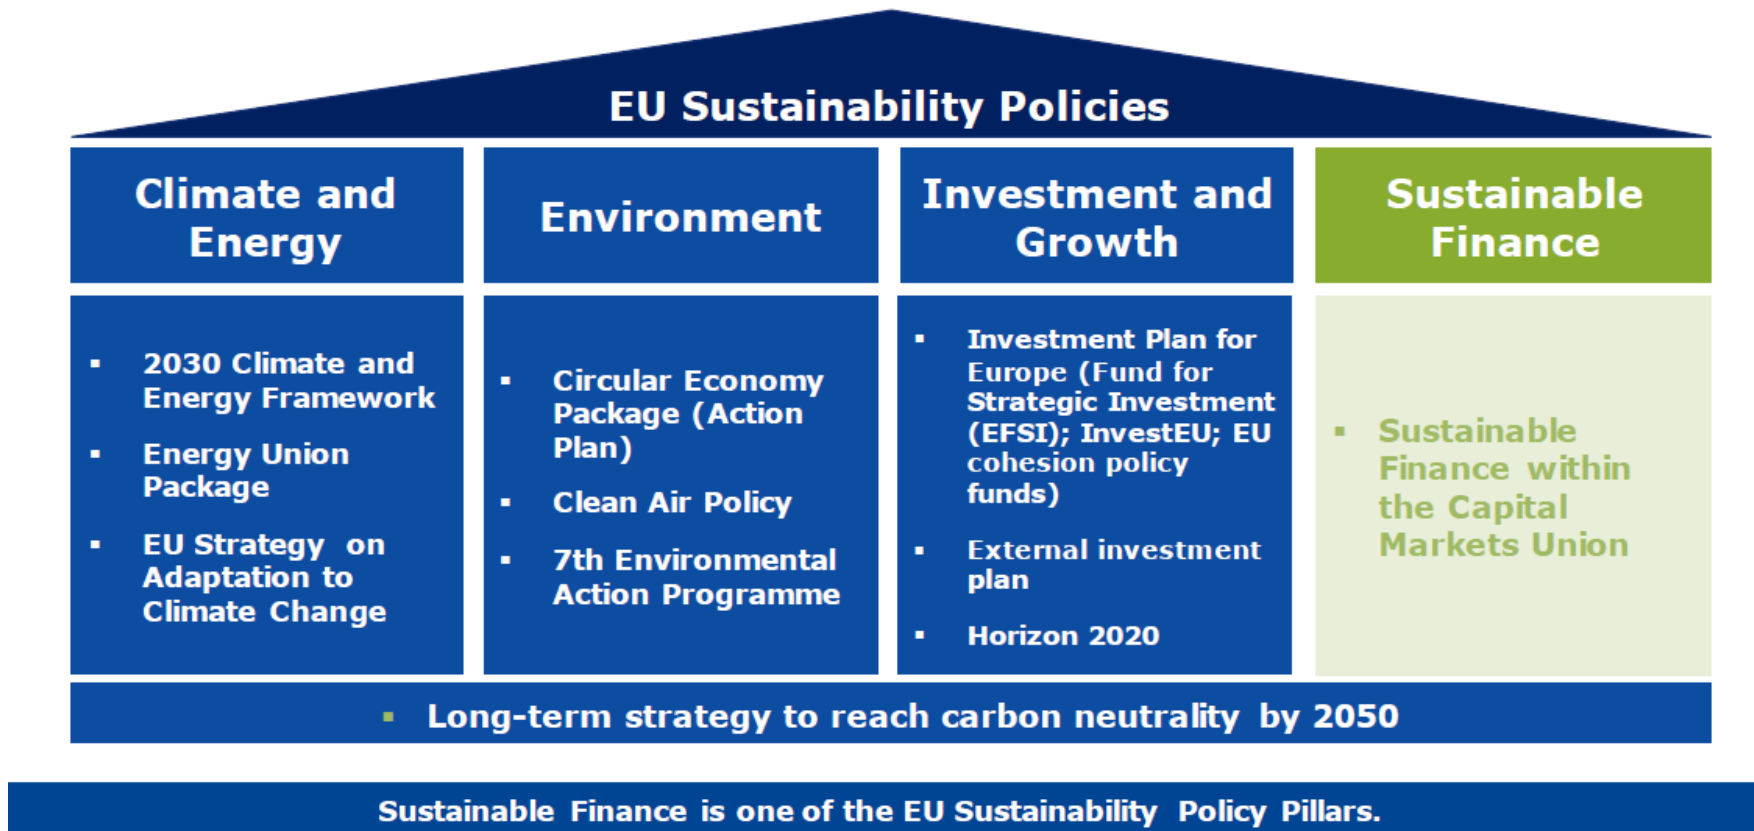 EU Sustainability Policies
Climate and
Energy
▪ 2030 Climate and
Energy Framework
▪ Energy Union
Package
▪ EU Strategy on
Adaptation to
Climate Change
Environment
▪ Circular Economy
Package (Action
Plan)
▪ Clean Air Policy
▪ 7th Environmental
Action Programme
Investment and
Growth
▪ Investment Plan for
Europe (Fund for
Strategic Investment
(EFSI); InvestEU; EU
cohesion policy
funds)
▪ External investment
plan
▪ Horizon 2020
Sustainable
Finance
▪ Sustainable
Finance within
the Capital
Markets Union
▪ Long-term strategy to reach carbon neutrality by 2050
Sustainable Finance is one of the EU Sustainability Policy Pillars.